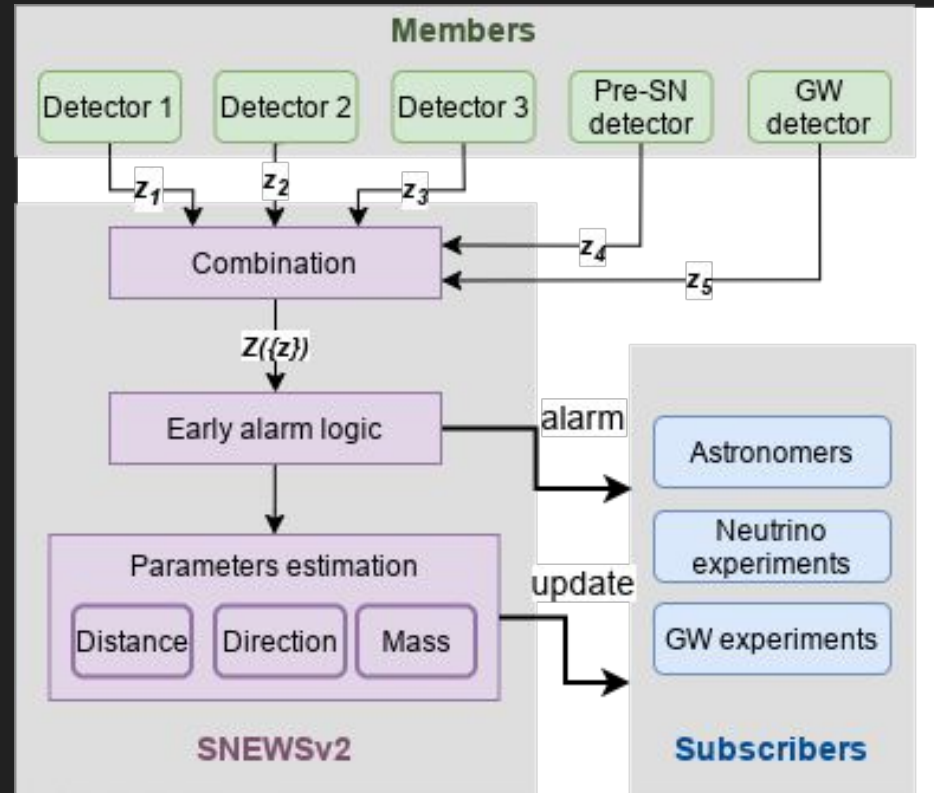 Members
Detector 1
Detector 2
Detector 3
Pre-SN
detector
GW
detector
z1
z2
z3
z4
z5
Combination
Z({z})
Early alarm logic
alarm
Parameters estimation
Distance
Direction
Mass
update
SNEWSv2
Astronomers
Neutrino
experiments
GW experiments
Subscribers